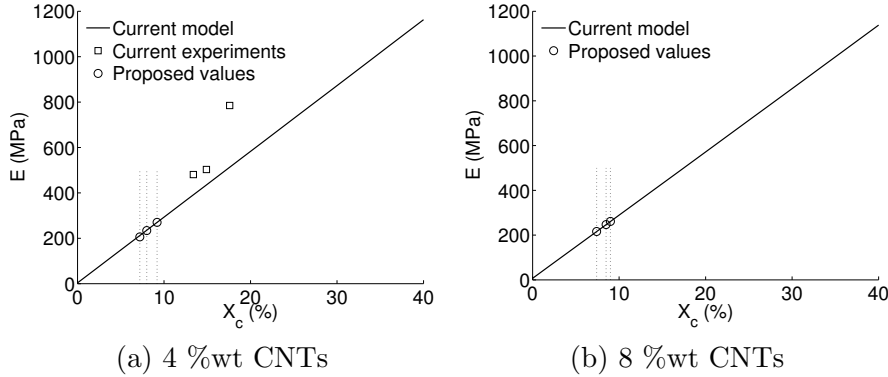 1200
1000
800
600
400
200
0
E (MPa)
Current model
Current experiments
Proposed values
0 10 20 30 40
X_c (%)
(a) 4 %wt CNTs
1200
1000
800
600
400
200
0
E (MPa)
Current model
Proposed values
0 10 20 30 40
X_c (%)
(b) 8 %wt CNTs